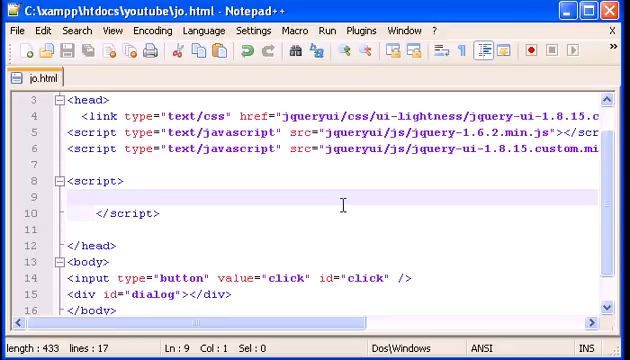 C:\xampp\htdocs\youtube\jo.html - Notepad++
File Edit Search View Encoding Language Settings Macro Run Plugins Window ?
jo.html
3 <head>
4 <link type="text/css" href="jqueryui/css/ui-lightness/jquery-ui-1.8.15.c
5 <script type="text/javascript" src="jqueryui/js/jquery-1.6.2.min.js"></scr
6 <script type="text/javascript" src="jqueryui/js/jquery-ui-1.8.15.custom.mi
7
8 <script>
9
10 </script>
11
12 </head>
13 <body>
14 <input type="button" value="click" id="click" />
15 <div id="dialog"></div>
16 </body>
length : 433 lines : 17 Ln : 9 Col : 1 Sel : 0 Dos\Windows ANSI INS